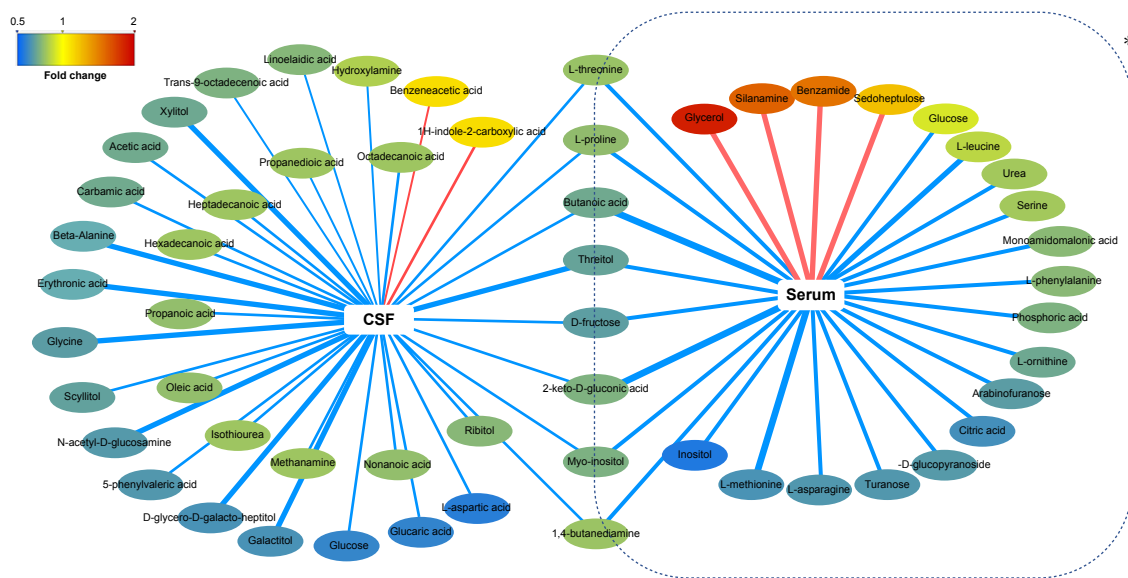 0.5 1 2
Fold change
*
Linoelaidic acid
Hydroxylamine
Trans-9-octadecenoic acid
Benzeneacetic acid
Xylitol
1H-indole-2-carboxylic acid
Acetic acid
Propanedioic acid
Octadecanoic acid
Carbamic acid
Heptadecanoic acid
Beta-Alanine
Hexadecanoic acid
Erythronic acid
Propanoic acid
CSF
Glycine
Scyllitol
Oleic acid
N-acetyl-D-glucosamine
Isothiourea
Ribitol
5-phenylvaleric acid
Methanamine
Nonanoic acid
D-glycero-D-galacto-heptitol
L-aspartic acid
Galactitol
Glucose
Glucaric acid
L-threonine
L-proline
Butanoic acid
Threitol
D-fructose
2-keto-D-gluconic acid
Myo-inositol
1,4-butanediamine
Glycerol
Silanamine
Benzamide
Sedoheptulose
Glucose
L-leucine
Urea
Serine
Monoamidomalonic acid
Serum
L-phenylalanine
Phosphoric acid
L-ornithine
Arabinofuranose
Citric acid
Inositol
-D-glucopyranoside
L-methionine
L-asparagine
Turanose